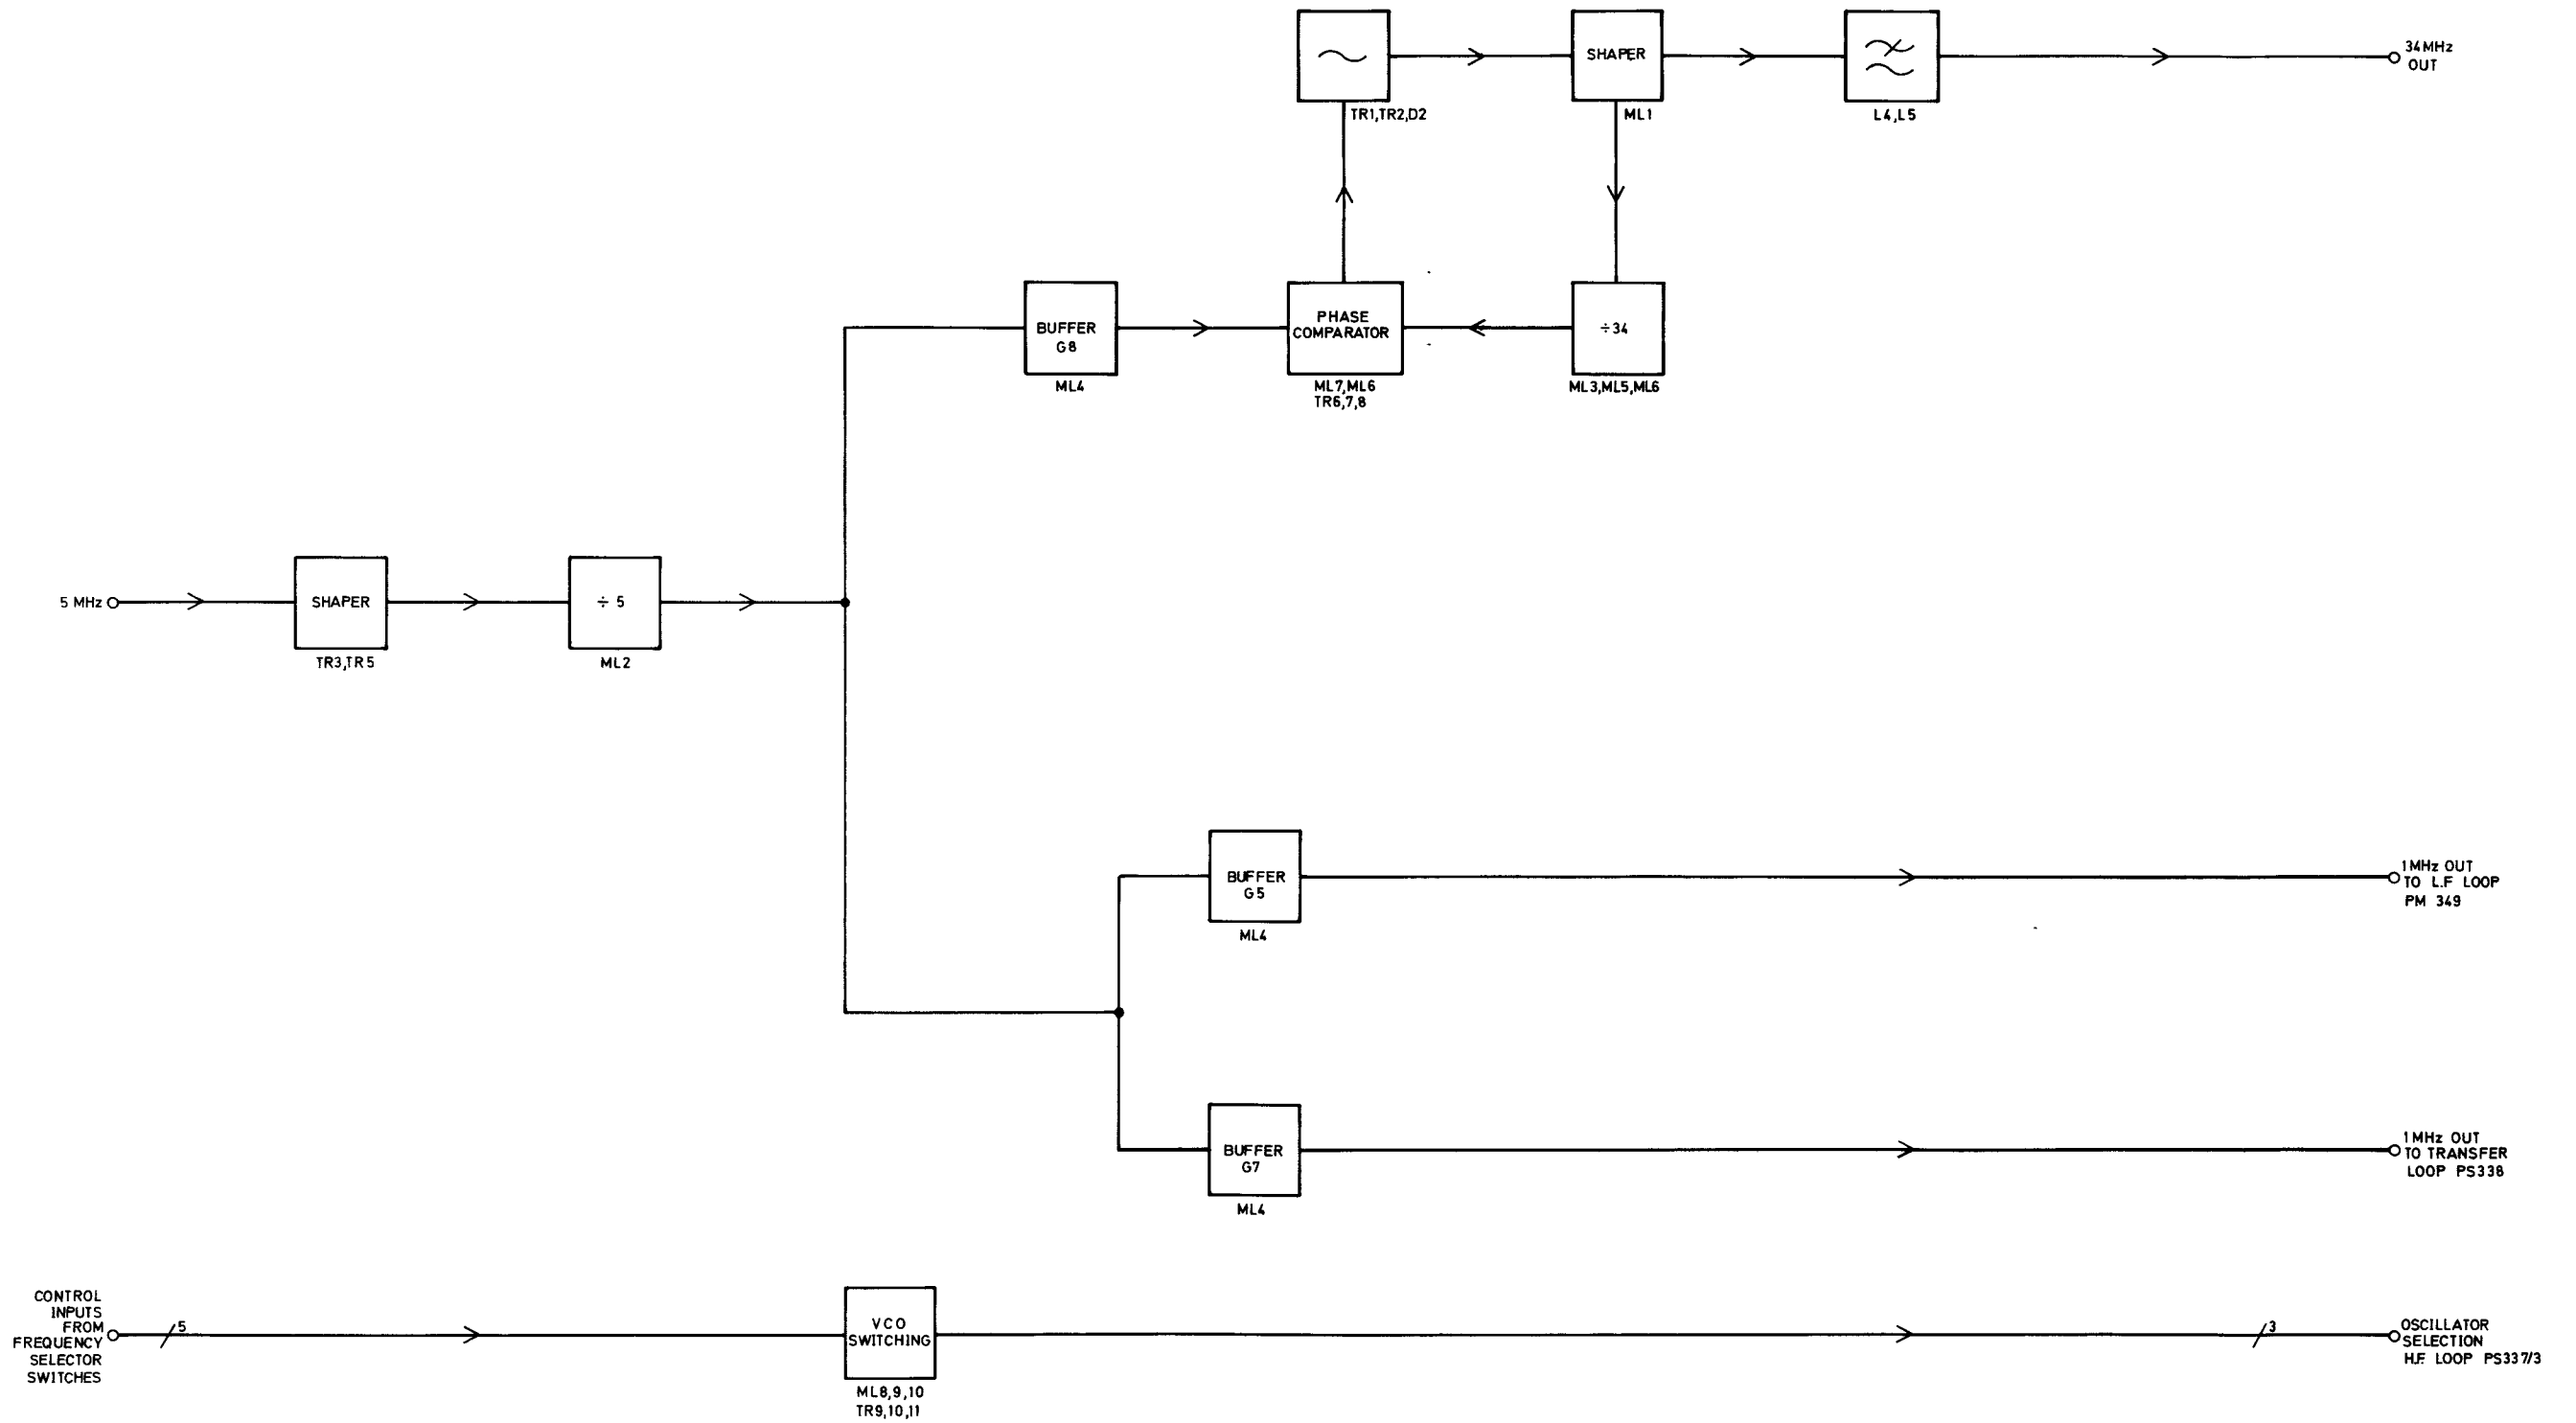 SHAPER
34MHz
OUT
TR1,TR2,D2
ML1
L4,L5
BUFFER
G8
PHASE
COMPARATOR
÷34
ML4
ML7,ML6
TR6,7,8
ML3,ML5,ML6
5 MHz
SHAPER
÷ 5
TR3,TR5
ML2
BUFFER
G5
1MHz OUT
TO L.F LOOP
PM 349
ML4
BUFFER
G7
1MHz OUT
TO TRANSFER
LOOP PS338
ML4
CONTROL
INPUTS
FROM
FREQUENCY
SELECTOR
SWITCHES
5
VCO
SWITCHING
ML8,9,10
TR9,10,11
3
OSCILLATOR
SELECTION
H.F. LOOP PS337/3